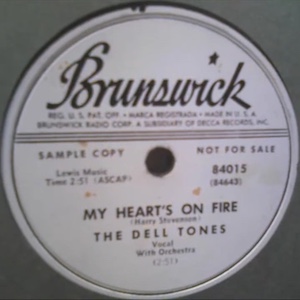 Brunswick
REG. U.S. PAT. OFF. • MARCA REGISTRADA • MADE IN U.S.A.
BRUNSWICK RADIO CORP. A SUBSIDIARY OF DECCA RECORDS, INC.
SAMPLE COPY NOT FOR SALE
Lewis Music 84015
Time 2:51 (ASCAP) (84643)
MY HEART'S ON FIRE
(Harry Stevenson)
THE DELL TONES
Vocal
With Orchestra
(2:51)